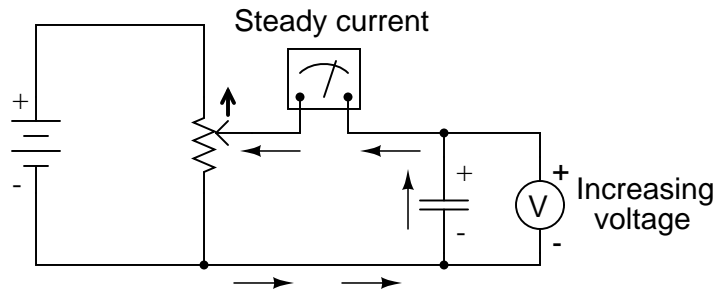 Steady current
+
-
+
-
V
+
-
Increasing
voltage